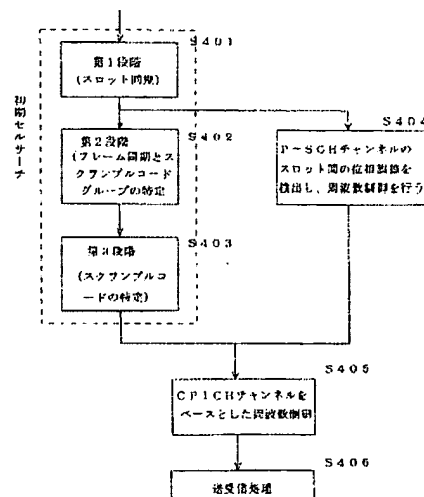 S401
第1段階
(スロット同期)
初期セルサーチ
S402
第2段階
(フレーム同期とス
クランブルコード
グループの特定
S404
P-SCHチャンネルの
スロット間の位相誤差を
検出し、周波数制御を行う
S403
第3段階
(スクランブルコ
ードの特定)
S405
CPICHチャンネルを
ベースとした周波数制御
S406
送受信処理